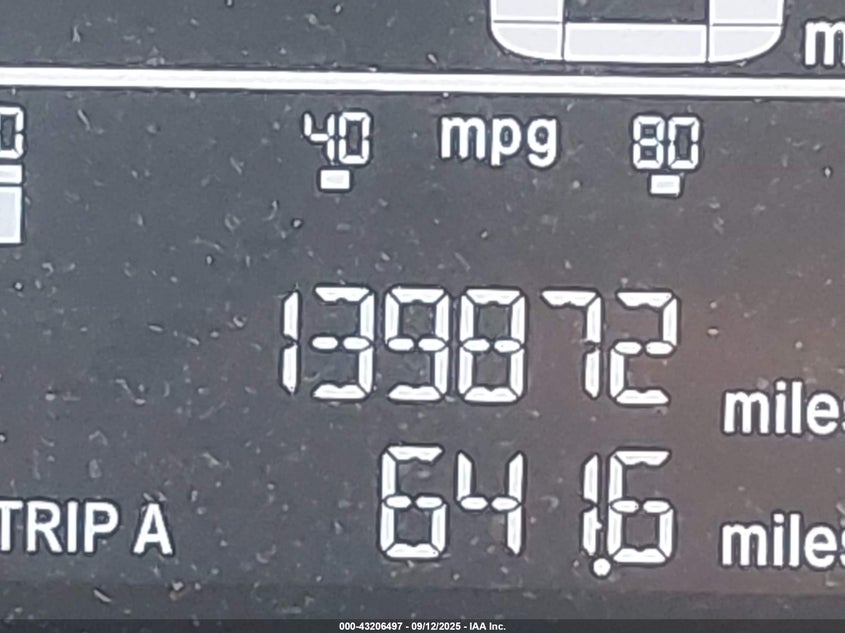 40 mpg 80
139872 miles
TRIP A 641.6 miles
000-43206497 - 09/12/2025 - IAA Inc.